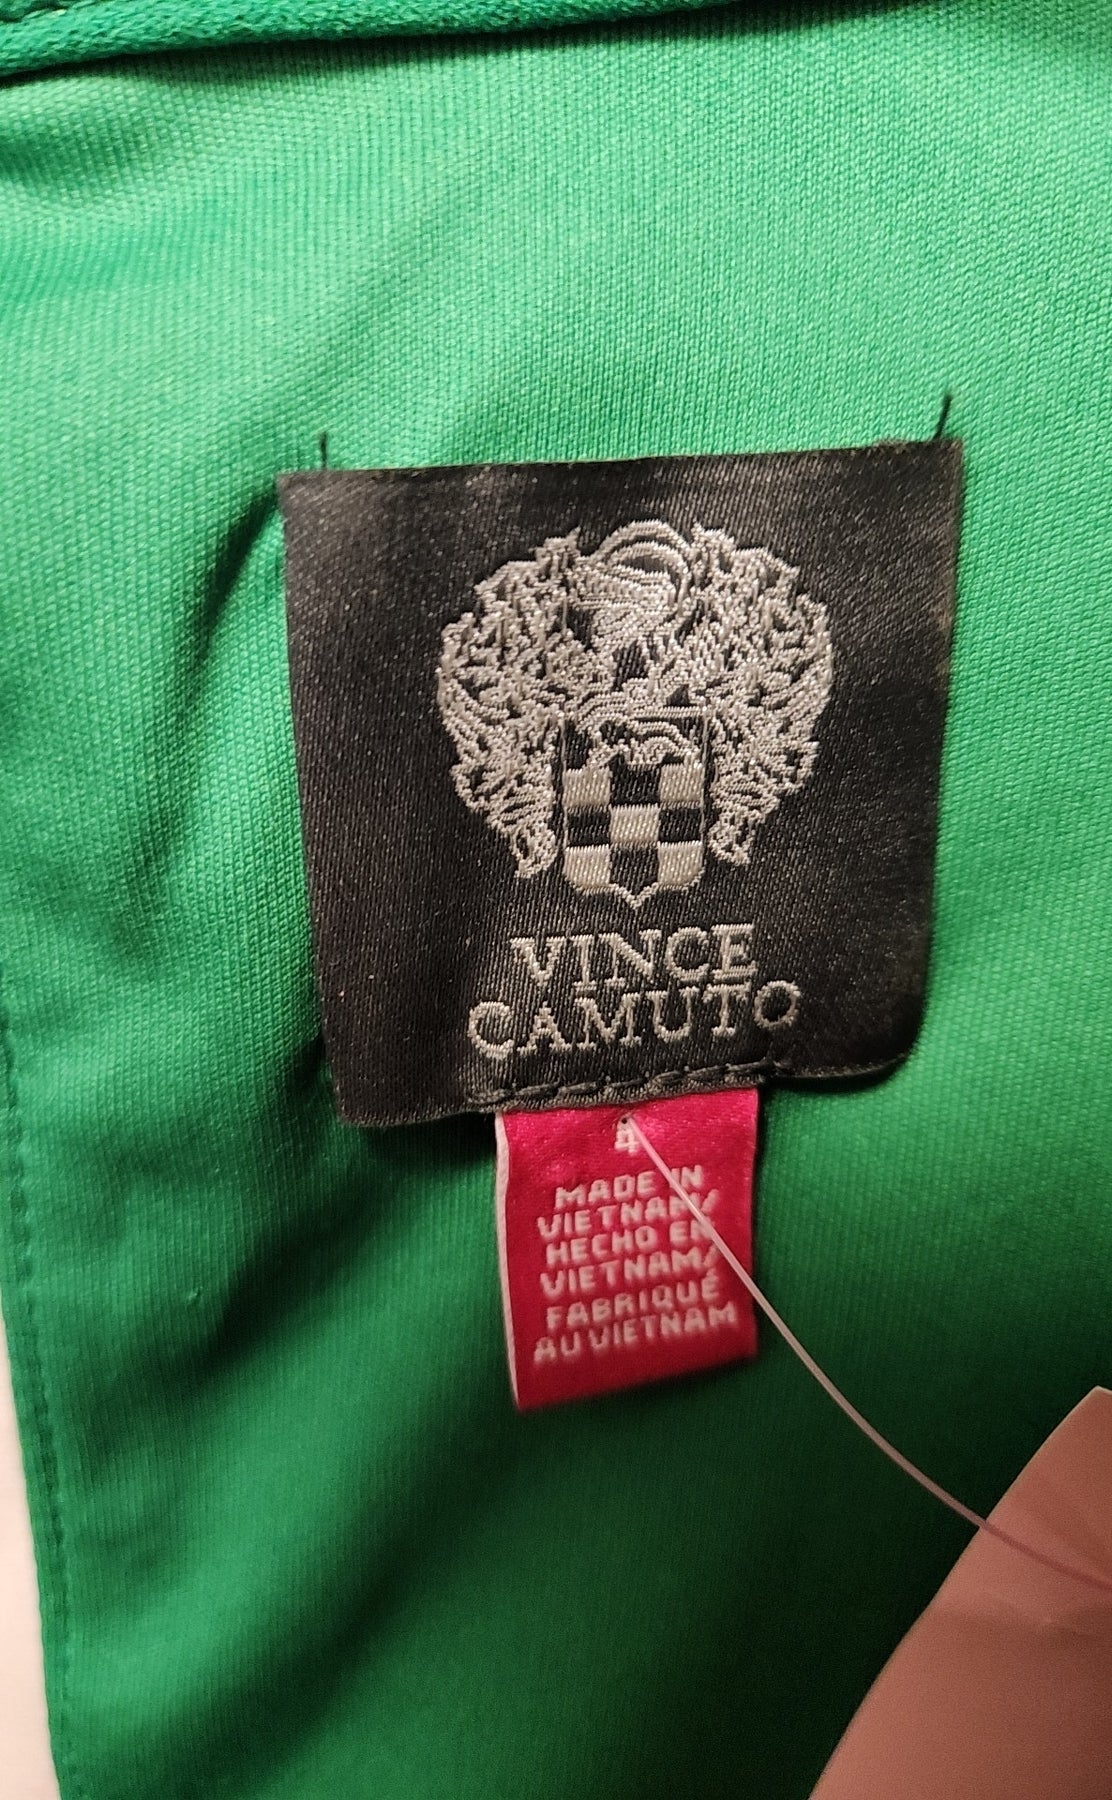 VINCE
CAMUTO
4
MADE IN
VIETNAM/
HECHO EN
VIETNAM/
FABRIQUÉ
AU VIETNAM